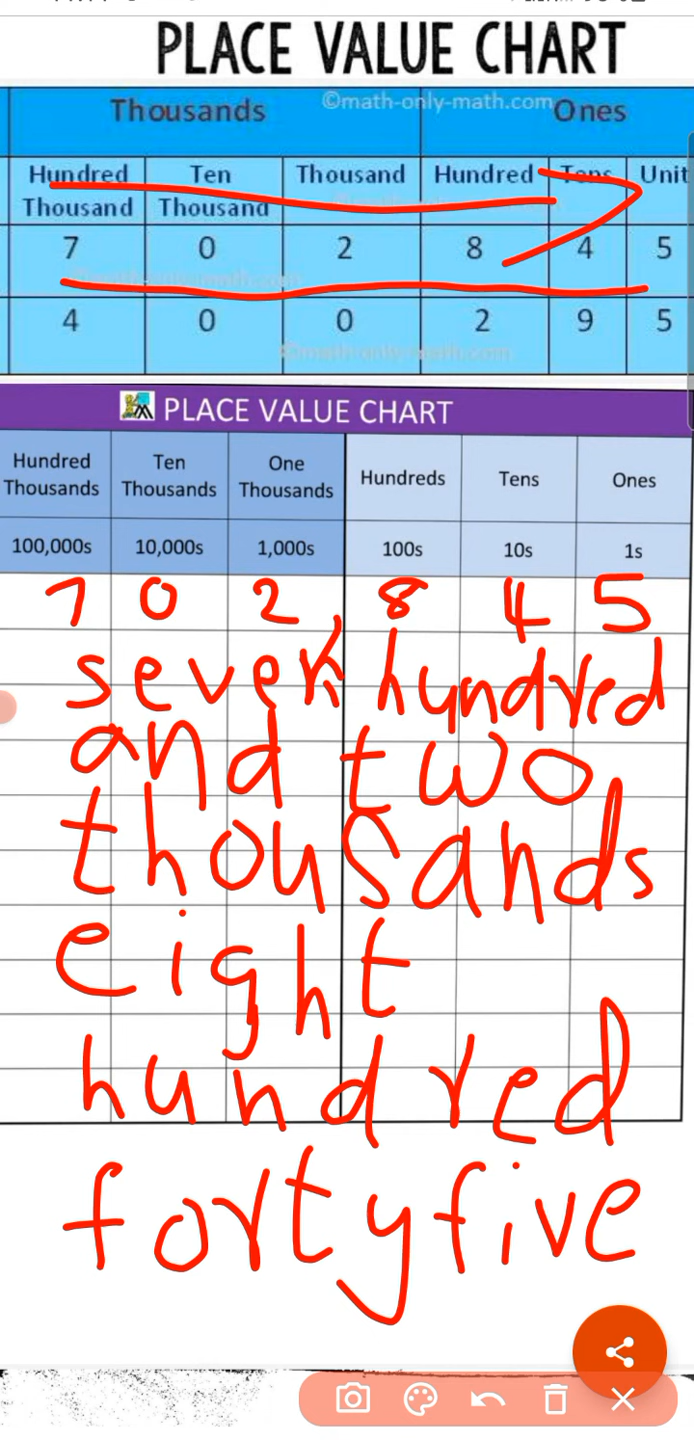 PLACE VALUE CHART
Thousands ©math-only-math.com Ones
Hundred Thousand Ten Thousand Thousand Hundred Tens Unit
7 0 2 8 4 5
4 0 0 2 9 5
PLACE VALUE CHART
Hundred Thousands Ten Thousands One Thousands Hundreds Tens Ones
100,000s 10,000s 1,000s 100s 10s 1s
7 0 2, 8 4 5
seven hundred
and two
thousands
eight
hundred
fortyfive